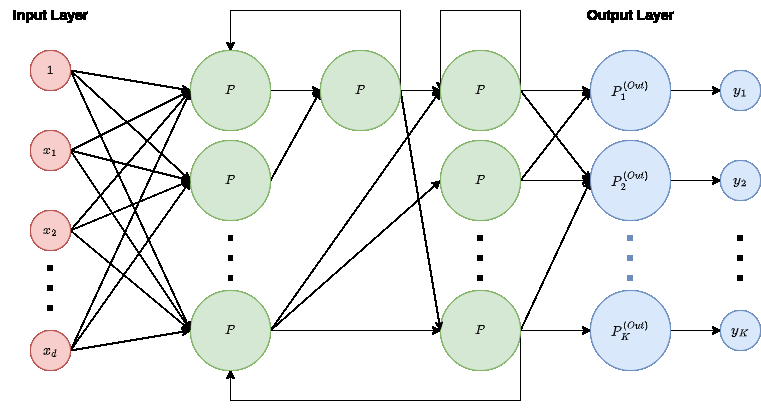 Input Layer
Output Layer
1
P
P
P
P_1^{(Out)}
y_1
x_1
P
P
P_2^{(Out)}
y_2
x_2
x_d
P
P
P_K^{(Out)}
y_K